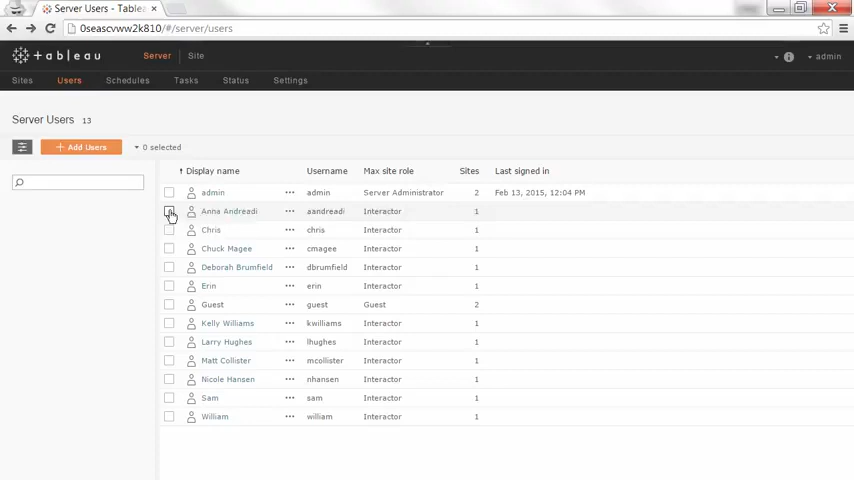 Server Users - Tablea
0seascvww2k810/#/server/users
+ a b l e a u Server Site admin
Sites Users Schedules Tasks Status Settings
Server Users 13
+ Add Users 0 selected
Display name Username Max site role Sites Last signed in
admin ••• admin Server Administrator 2 Feb 13, 2015, 12:04 PM
Anna Andreadi ••• aandreadi Interactor 1
Chris ••• chris Interactor 1
Chuck Magee ••• cmagee Interactor 1
Deborah Brumfield ••• dbrumfield Interactor 1
Erin ••• erin Interactor 1
Guest ••• guest Guest 2
Kelly Williams ••• kwilliams Interactor 1
Larry Hughes ••• lhughes Interactor 1
Matt Collister ••• mcollister Interactor 1
Nicole Hansen ••• nhansen Interactor 1
Sam ••• sam Interactor 1
William ••• william Interactor 1